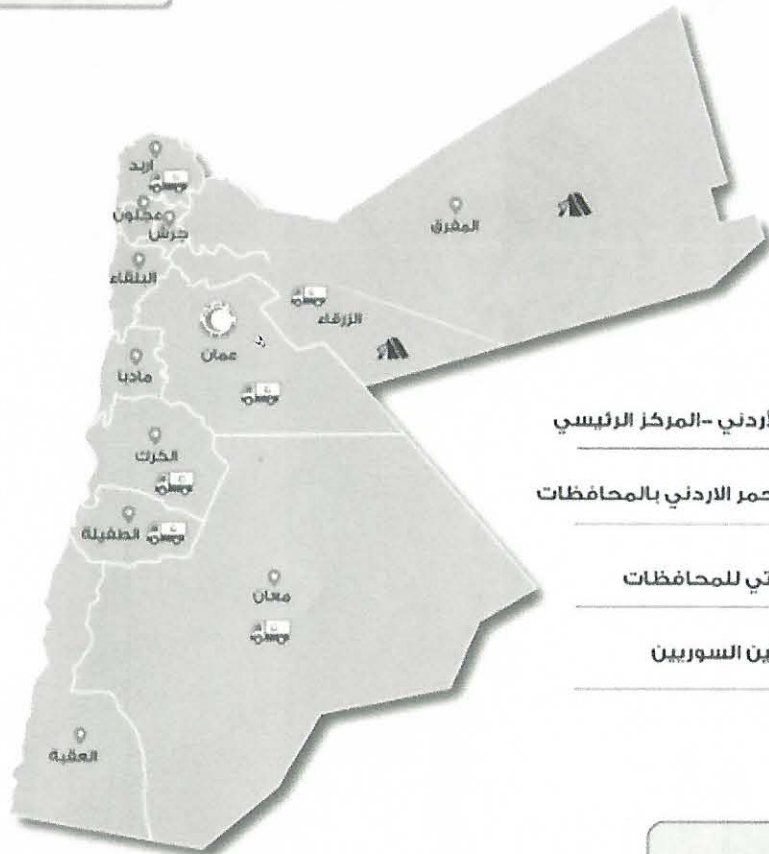 اربد
عجلون
جرش
المفرق
البلقاء
الزرقاء
عمان
مادبا
الكرك
الطفيلة
معان
العقبة
أردني --المركز الرئيسي
حمر الاردني بالمحافظات
تي للمحافظات
ين السوريين